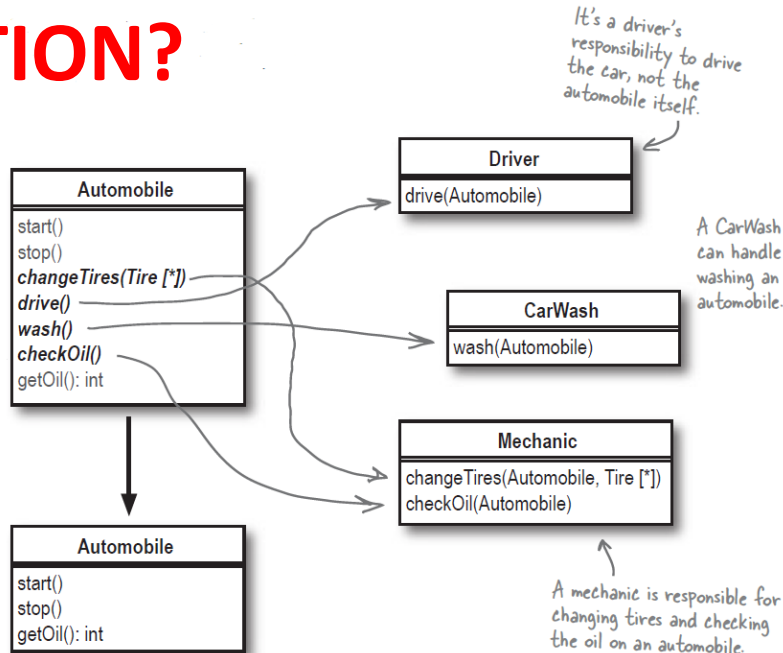 TION?
It's a driver's
responsibility to drive
the car, not the
automobile itself.
Automobile
start()
stop()
changeTires(Tire [*])
drive()
wash()
checkOil()
getOil(): int
Driver
drive(Automobile)
A CarWash
can handle
washing an
automobile.
CarWash
wash(Automobile)
Mechanic
changeTires(Automobile, Tire [*])
checkOil(Automobile)
Automobile
start()
stop()
getOil(): int
A mechanic is responsible for
changing tires and checking
the oil on an automobile.